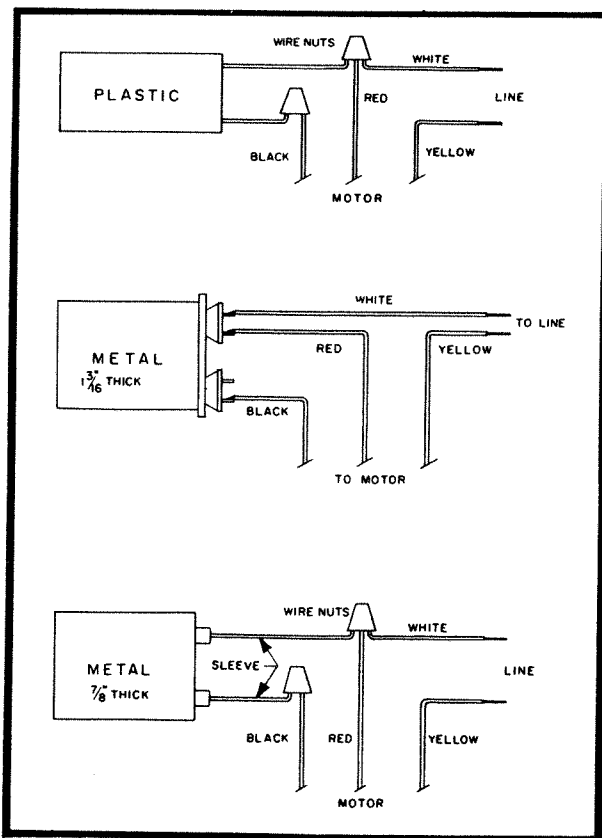 WIRE NUTS
WHITE
PLASTIC
RED
LINE
BLACK
YELLOW
MOTOR
WHITE
TO LINE
RED
YELLOW
METAL
1 3/16" THICK
BLACK
TO MOTOR
WIRE NUTS
WHITE
METAL
SLEEVE
LINE
7/8" THICK
BLACK
RED
YELLOW
MOTOR